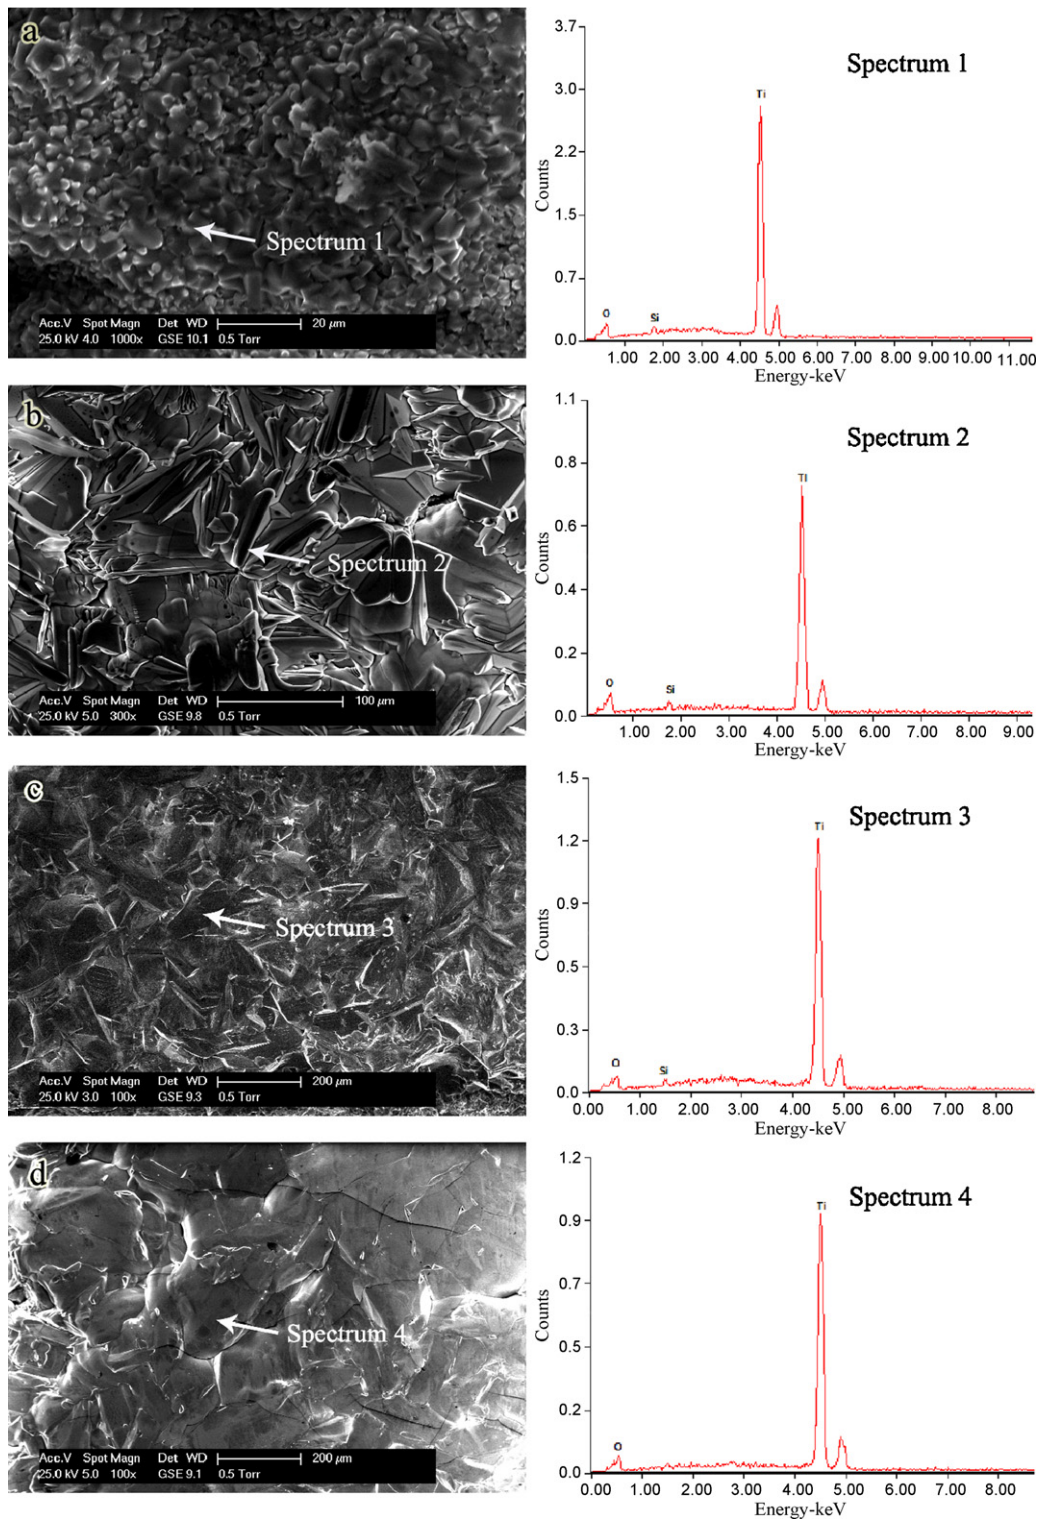 a
Spectrum 1
Acc.V Spot Magn Det WD 20 μm
25.0 kV 4.0 1000x GSE 10.1 0.5 Torr
Spectrum 1
Counts
3.7
3.0
2.2
1.5
0.7
0.0
Ti
O
Si
1.00 2.00 3.00 4.00 5.00 6.00 7.00 8.00 9.00 10.00 11.00
Energy-keV
b
Spectrum 2
Acc.V Spot Magn Det WD 100 μm
25.0 kV 5.0 300x GSE 9.8 0.5 Torr
Spectrum 2
Counts
1.1
0.8
0.6
0.4
0.2
0.0
Ti
O
Si
1.00 2.00 3.00 4.00 5.00 6.00 7.00 8.00 9.00
Energy-keV
c
Spectrum 3
Acc.V Spot Magn Det WD 200 μm
25.0 kV 3.0 100x GSE 9.3 0.5 Torr
Spectrum 3
Counts
1.5
1.2
0.9
0.5
0.3
0.0
Ti
O
Si
0.00 1.00 2.00 3.00 4.00 5.00 6.00 7.00 8.00
Energy-keV
d
Spectrum 4
Acc.V Spot Magn Det WD 200 μm
25.0 kV 5.0 100x GSE 9.1 0.5 Torr
Spectrum 4
Counts
1.2
0.9
0.7
0.5
0.2
0.0
Ti
O
0.00 1.00 2.00 3.00 4.00 5.00 6.00 7.00 8.00
Energy-keV